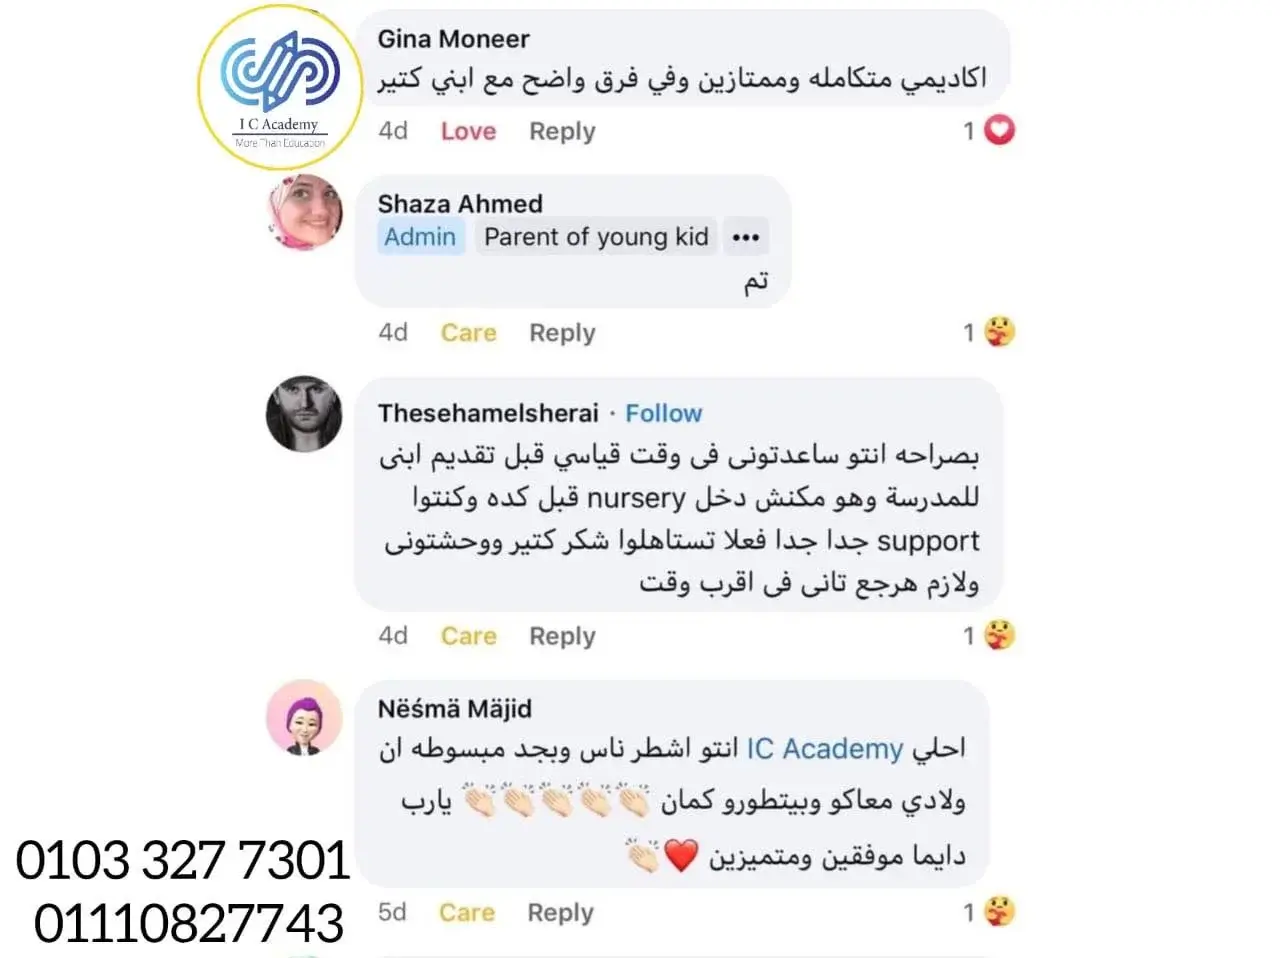 I C Academy
More Than Education
Gina Moneer
اكاديمي متكامله وممتازين وفي فرق واضح مع ابني كتير
4d Love Reply 1
Shaza Ahmed
Admin Parent of young kid •••
تم
4d Care Reply 1
Thesehamelsherai · Follow
بصراحه انتو ساعدتونى فى وقت قياسي قبل تقديم ابنى
للمدرسة وهو مكنش دخل nursery قبل كده وكنتوا
support جدا جدا فعلا تستاهلوا شكر كتير ووحشتونى
ولازم هرجع تانى فى اقرب وقت
4d Care Reply 1
Nëśmä Mäjid
احلي IC Academy انتو اشطر ناس وبجد مبسوطه ان
ولادي معاكو وبيتطورو كمان 👏🏻👏🏻👏🏻👏🏻👏🏻 يارب
دايما موفقين ومتميزين ❤️👏🏻
5d Care Reply 1
0103 327 7301
01110827743